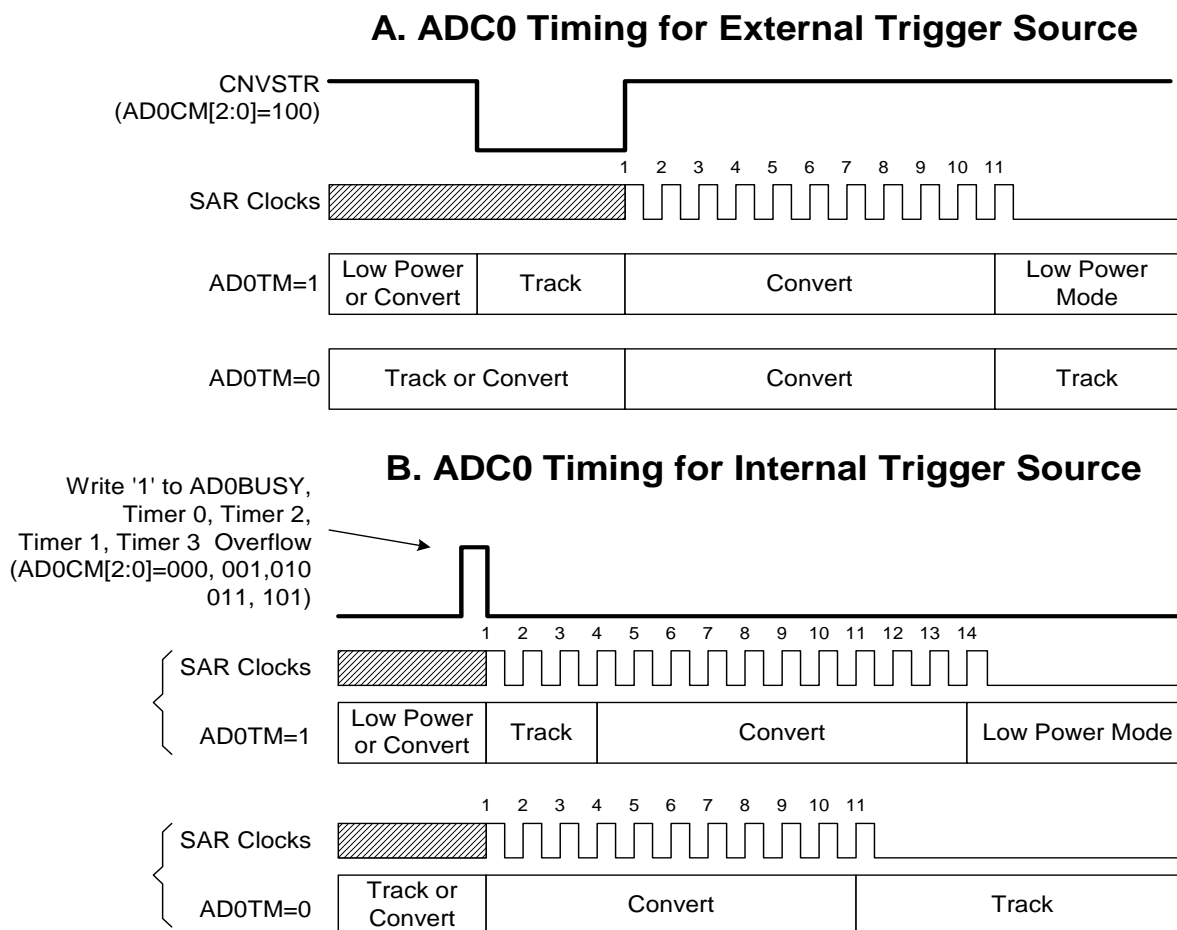 A. ADC0 Timing for External Trigger Source
CNVSTR
(AD0CM[2:0]=100)
1 2 3 4 5 6 7 8 9 10 11
SAR Clocks
AD0TM=1
Low Power
or Convert
Track
Convert
Low Power
Mode
AD0TM=0
Track or Convert
Convert
Track
B. ADC0 Timing for Internal Trigger Source
Write '1' to AD0BUSY,
Timer 0, Timer 2,
Timer 1, Timer 3 Overflow
(AD0CM[2:0]=000, 001,010
011, 101)
1 2 3 4 5 6 7 8 9 10 11 12 13 14
SAR Clocks
AD0TM=1
Low Power
or Convert
Track
Convert
Low Power Mode
1 2 3 4 5 6 7 8 9 10 11
SAR Clocks
AD0TM=0
Track or
Convert
Convert
Track